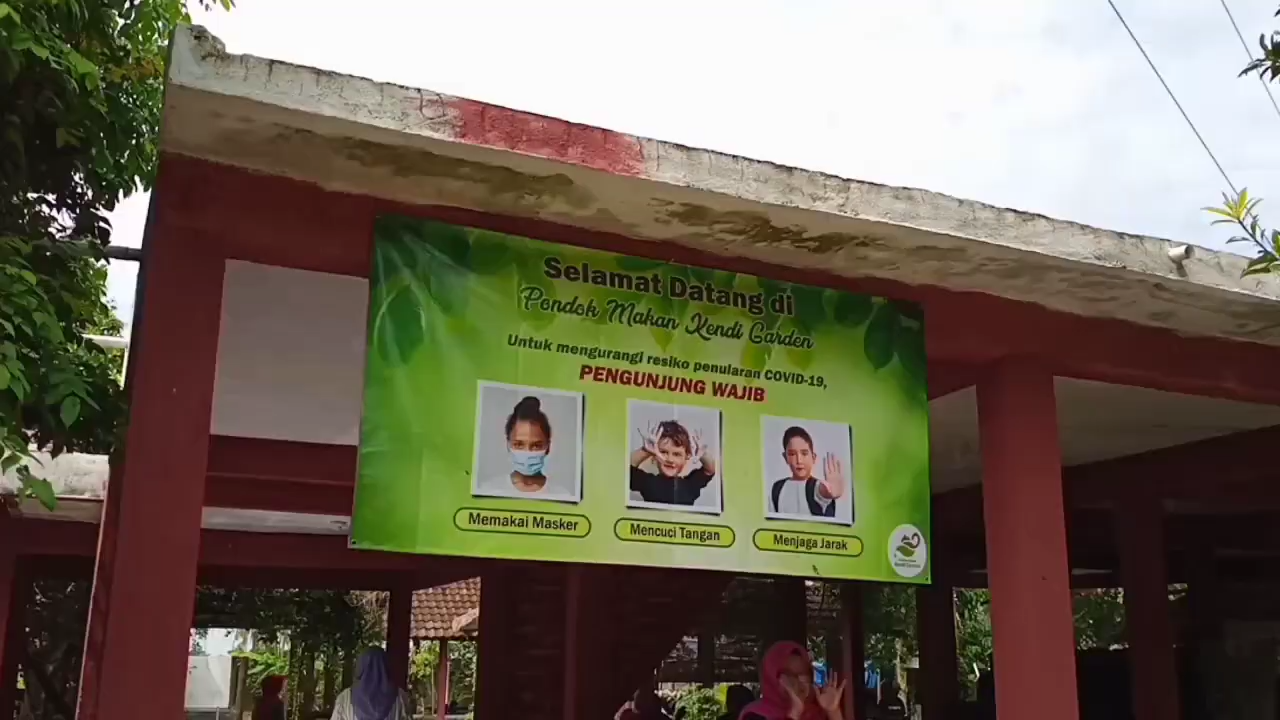 Selamat Datang di
Pondok Makan Kendi Garden
Untuk mengurangi resiko penularan COVID-19,
PENGUNJUNG WAJIB
Memakai Masker
Mencuci Tangan
Menjaga Jarak